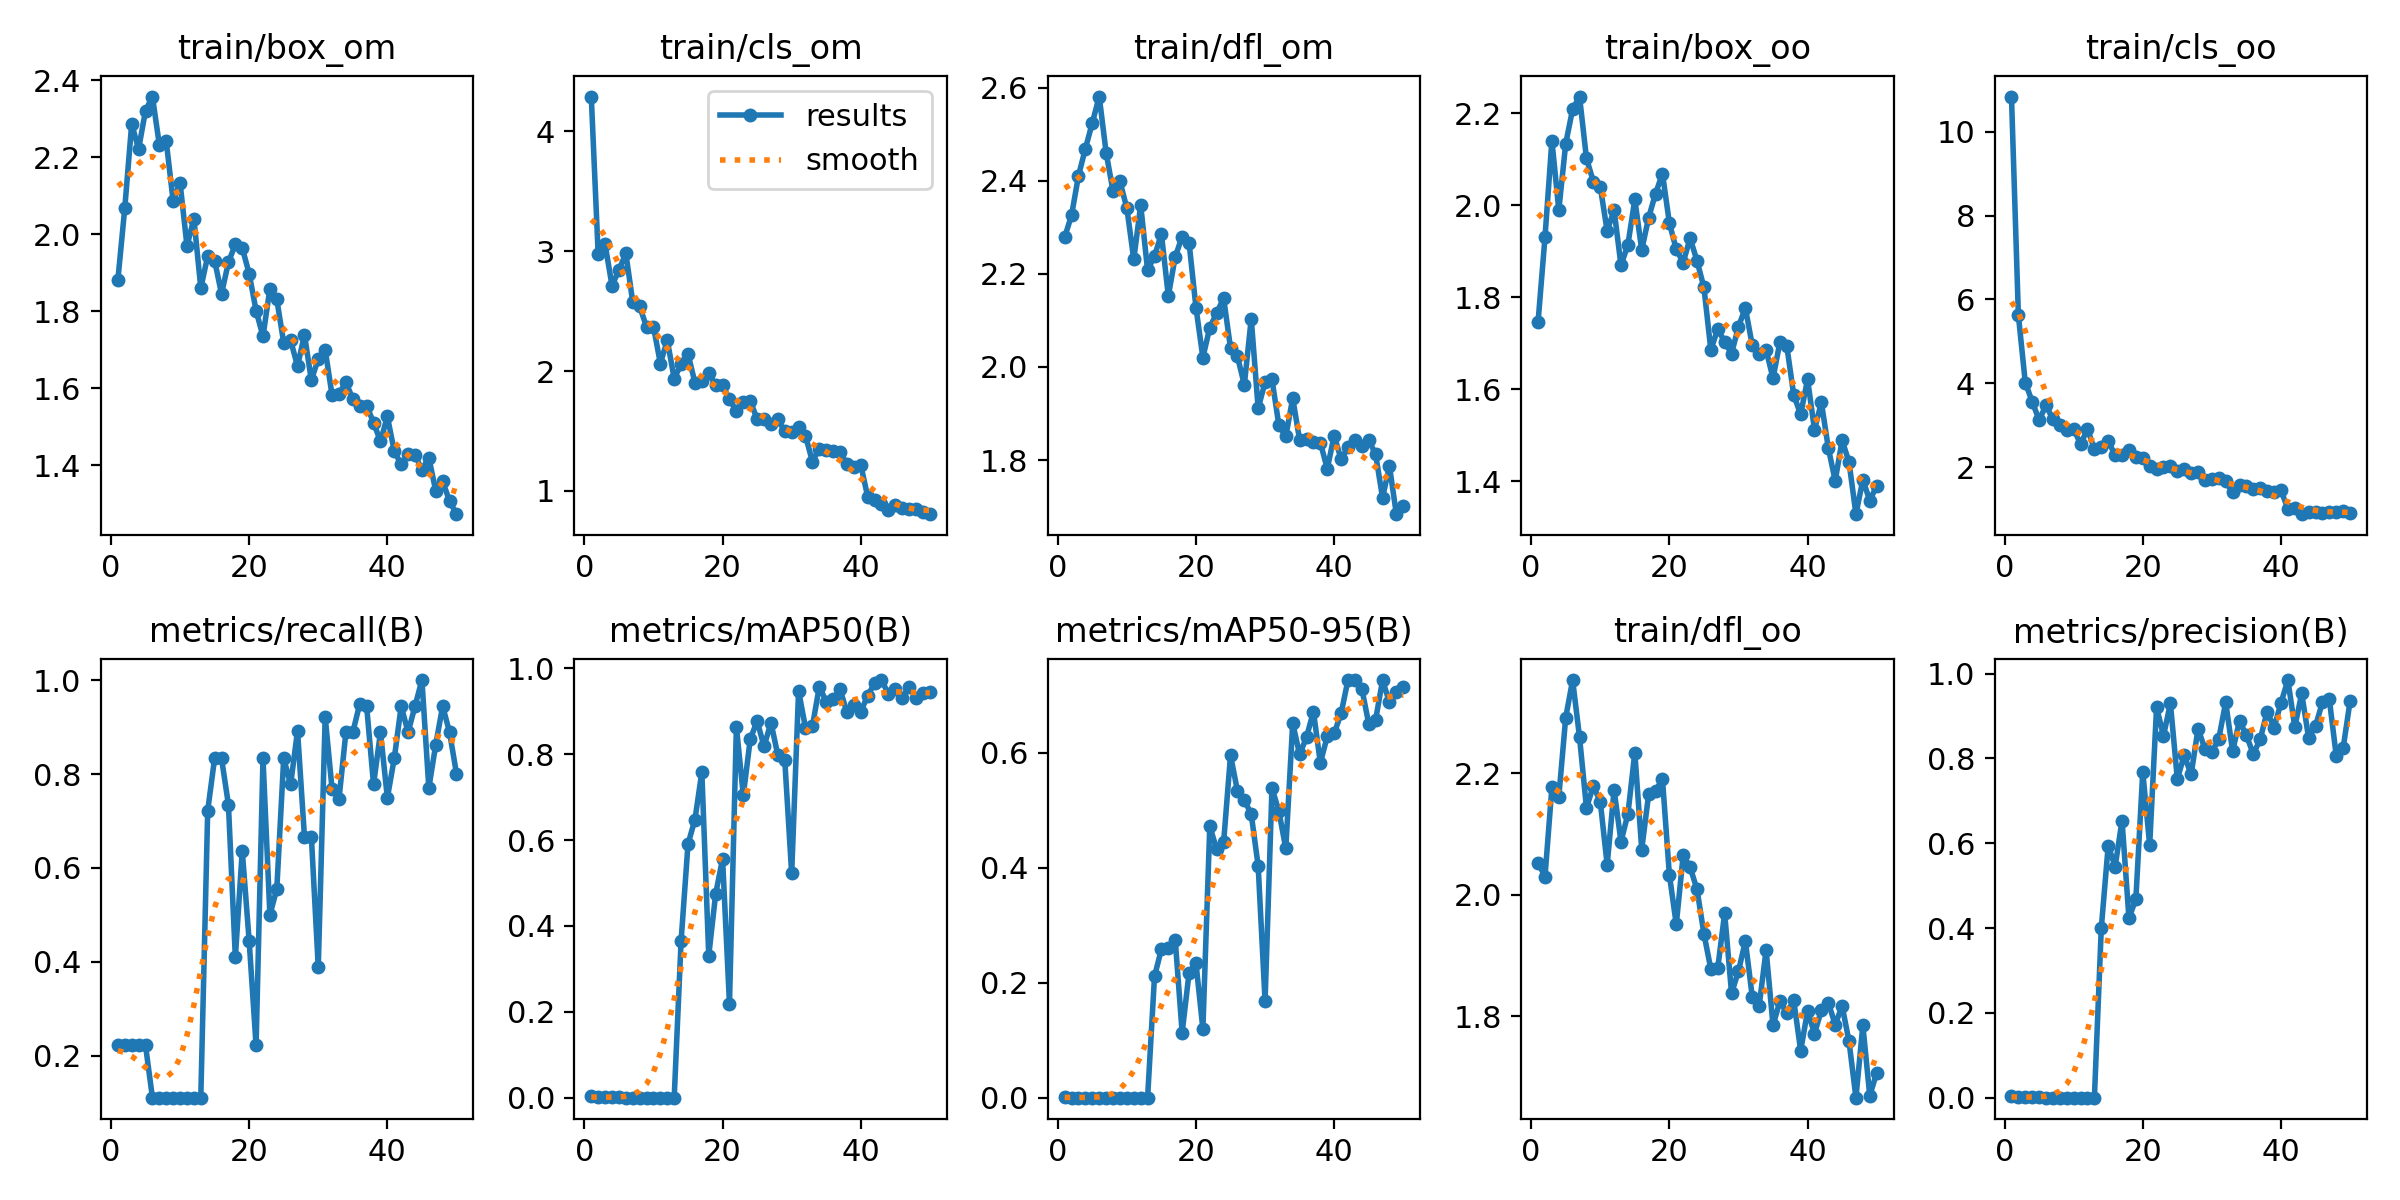 train/box_om
train/cls_om
train/dfl_om
train/box_oo
train/cls_oo
2.4
2.2
2.0
1.8
1.6
1.4
0 20 40
results
smooth
4
3
2
1
0 20 40
2.6
2.4
2.2
2.0
1.8
0 20 40
2.2
2.0
1.8
1.6
1.4
0 20 40
10
8
6
4
2
0 20 40
metrics/recall(B)
metrics/mAP50(B)
metrics/mAP50-95(B)
train/dfl_oo
metrics/precision(B)
1.0
0.8
0.6
0.4
0.2
0 20 40
1.0
0.8
0.6
0.4
0.2
0.0
0 20 40
0.6
0.4
0.2
0.0
0 20 40
2.2
2.0
1.8
0 20 40
1.0
0.8
0.6
0.4
0.2
0.0
0 20 40